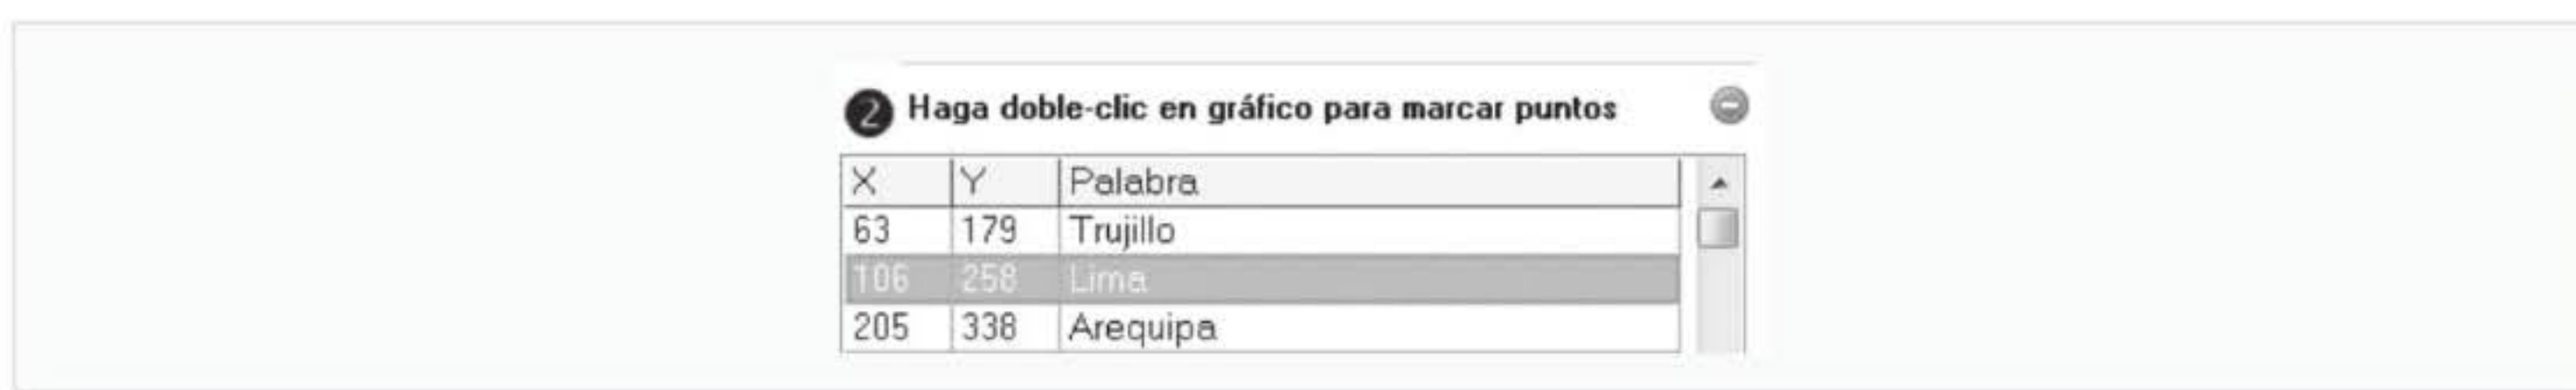 2 Haga doble-clic en gráfico para marcar puntos
X Y Palabra
63 179 Trujillo
106 258 Lima
205 338 Arequipa